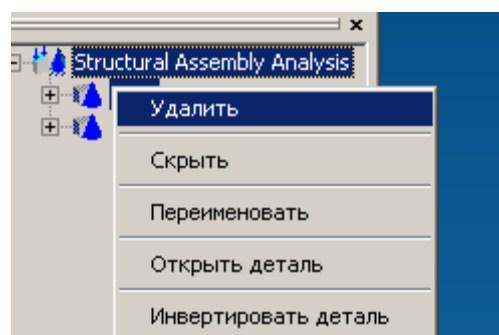 Structural Assembly Analysis
Удалить
Скрыть
Переименовать
Открыть деталь
Инвертировать деталь